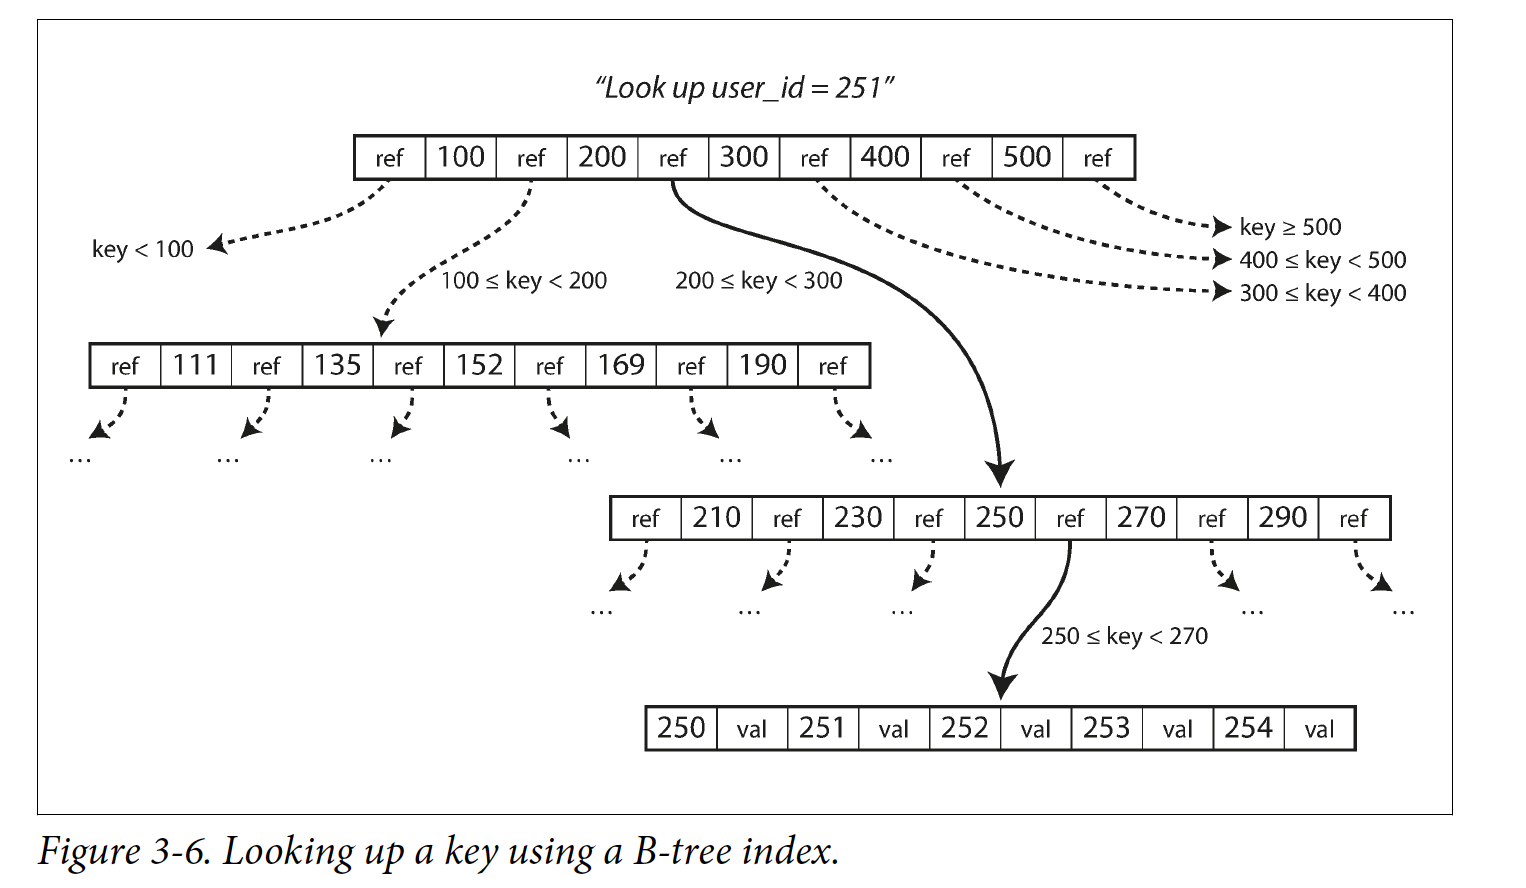 “Look up user_id = 251”
ref 100 ref 200 ref 300 ref 400 ref 500 ref
key < 100
100 ≤ key < 200
200 ≤ key < 300
key ≥ 500
400 ≤ key < 500
300 ≤ key < 400
ref 111 ref 135 ref 152 ref 169 ref 190 ref
... ... ... ... ... ...
ref 210 ref 230 ref 250 ref 270 ref 290 ref
... ... ... ... ...
250 ≤ key < 270
250 val 251 val 252 val 253 val 254 val
Figure 3-6. Looking up a key using a B-tree index.